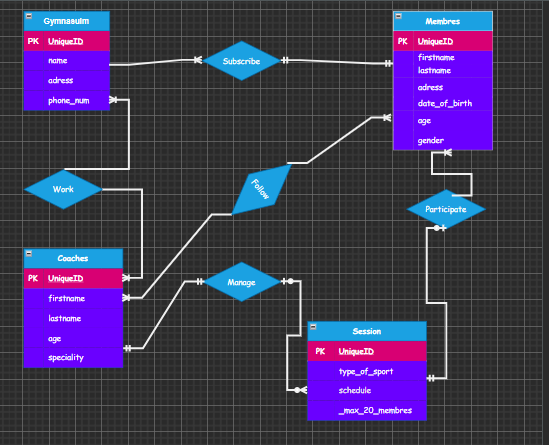 Gymnasuim
PK UniqueID
name
adress
phone_num
Subscribe
Membres
PK UniqueID
firstname
lastname
adress
date_of_birth
age
gender
Work
Follow
Participate
Coaches
PK UniqueID
firstname
lastname
age
speciality
Manage
Session
PK UniqueID
type_of_sport
schedule
_max_20_membres